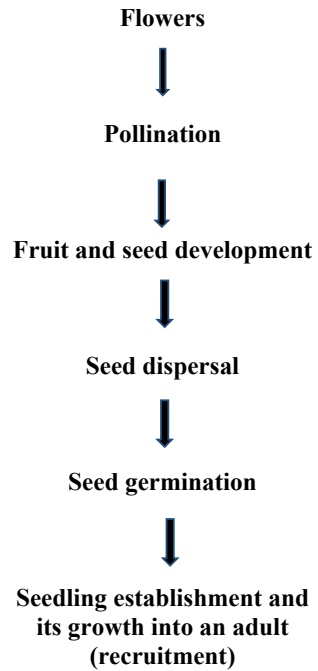 Flowers
Pollination
Fruit and seed development
Seed dispersal
Seed germination
Seedling establishment and
its growth into an adult
(recruitment)